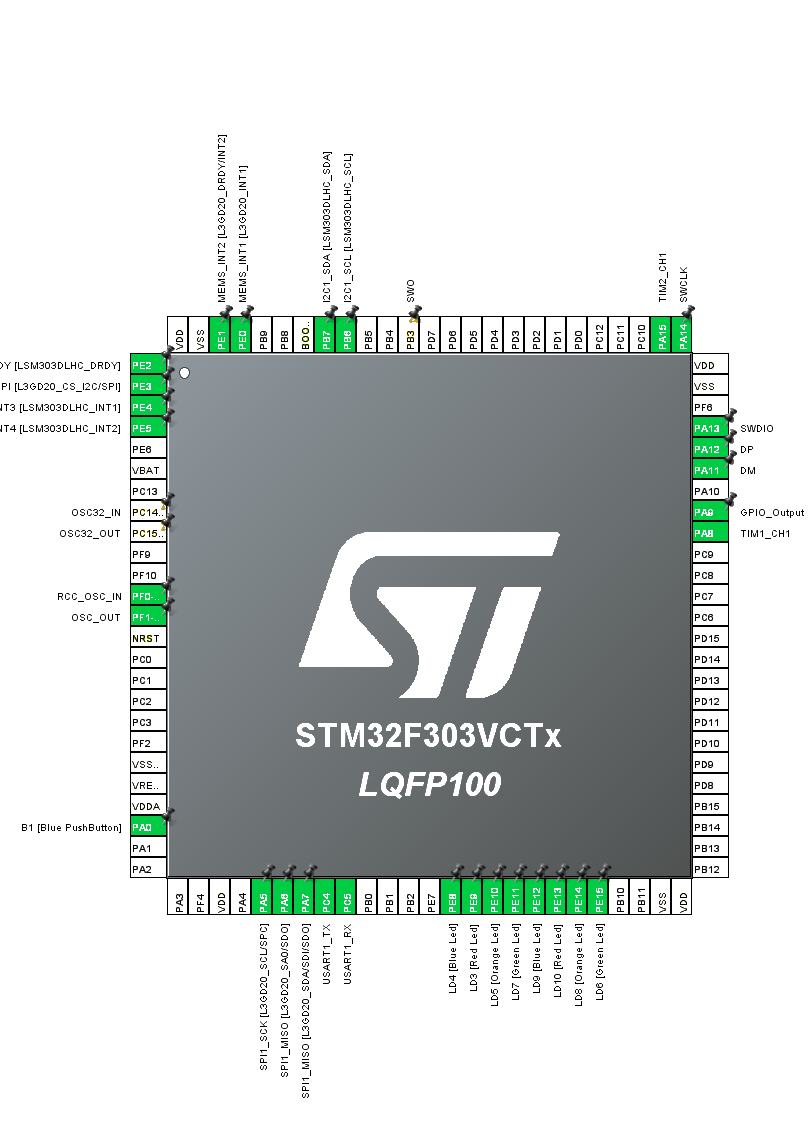 MEMS_INT2 [L3GD20_DRDY/INT2]
MEMS_INT1 [L3GD20_INT1]
I2C1_SDA [LSM303DLHC_SDA]
I2C1_SCL [LSM303DLHC_SCL]
SWO
TIM2_CH1
SWCLK
VDD
VSS
PE1
PE0
PB9
PB8
BOO..
PB7
PB6
PB5
PB4
PB3
PD7
PD6
PD5
PD4
PD3
PD2
PD1
PD0
PC12
PC11
PC10
PA15
PA14
DY [LSM303DLHC_DRDY] PE2
PI [L3GD20_CS_I2C/SPI] PE3
NT3 [LSM303DLHC_INT1] PE4
NT4 [LSM303DLHC_INT2] PE5
PE6
VBAT
PC13
OSC32_IN PC14..
OSC32_OUT PC15..
PF9
PF10
RCC_OSC_IN PF0-..
OSC_OUT PF1-..
NRST
PC0
PC1
PC2
PC3
PF2
VSS..
VRE..
VDDA
B1 [Blue PushButton] PA0
PA1
PA2
STM32F303VCTx
LQFP100
VDD
VSS
PF6
PA13 SWDIO
PA12 DP
PA11 DM
PA10
PA9 GPIO_Output
PA8 TIM1_CH1
PC9
PC8
PC7
PC6
PD15
PD14
PD13
PD12
PD11
PD10
PD9
PD8
PB15
PB14
PB13
PB12
PA3
PF4
VDD
PA4
PA5
PA6
PA7
PC4
PC5
PB0
PB1
PB2
PE7
PE8
PE9
PE10
PE11
PE12
PE13
PE14
PE15
PB10
PB11
VSS
VDD
SPI1_SCK [L3GD20_SCL/SPC]
SPI1_MISO [L3GD20_SA0/SDO]
SPI1_MISO [L3GD20_SDA/SDI/SDO]
USART1_TX
USART1_RX
LD4 [Blue Led]
LD3 [Red Led]
LD5 [Orange Led]
LD7 [Green Led]
LD9 [Blue Led]
LD10 [Red Led]
LD8 [Orange Led]
LD6 [Green Led]